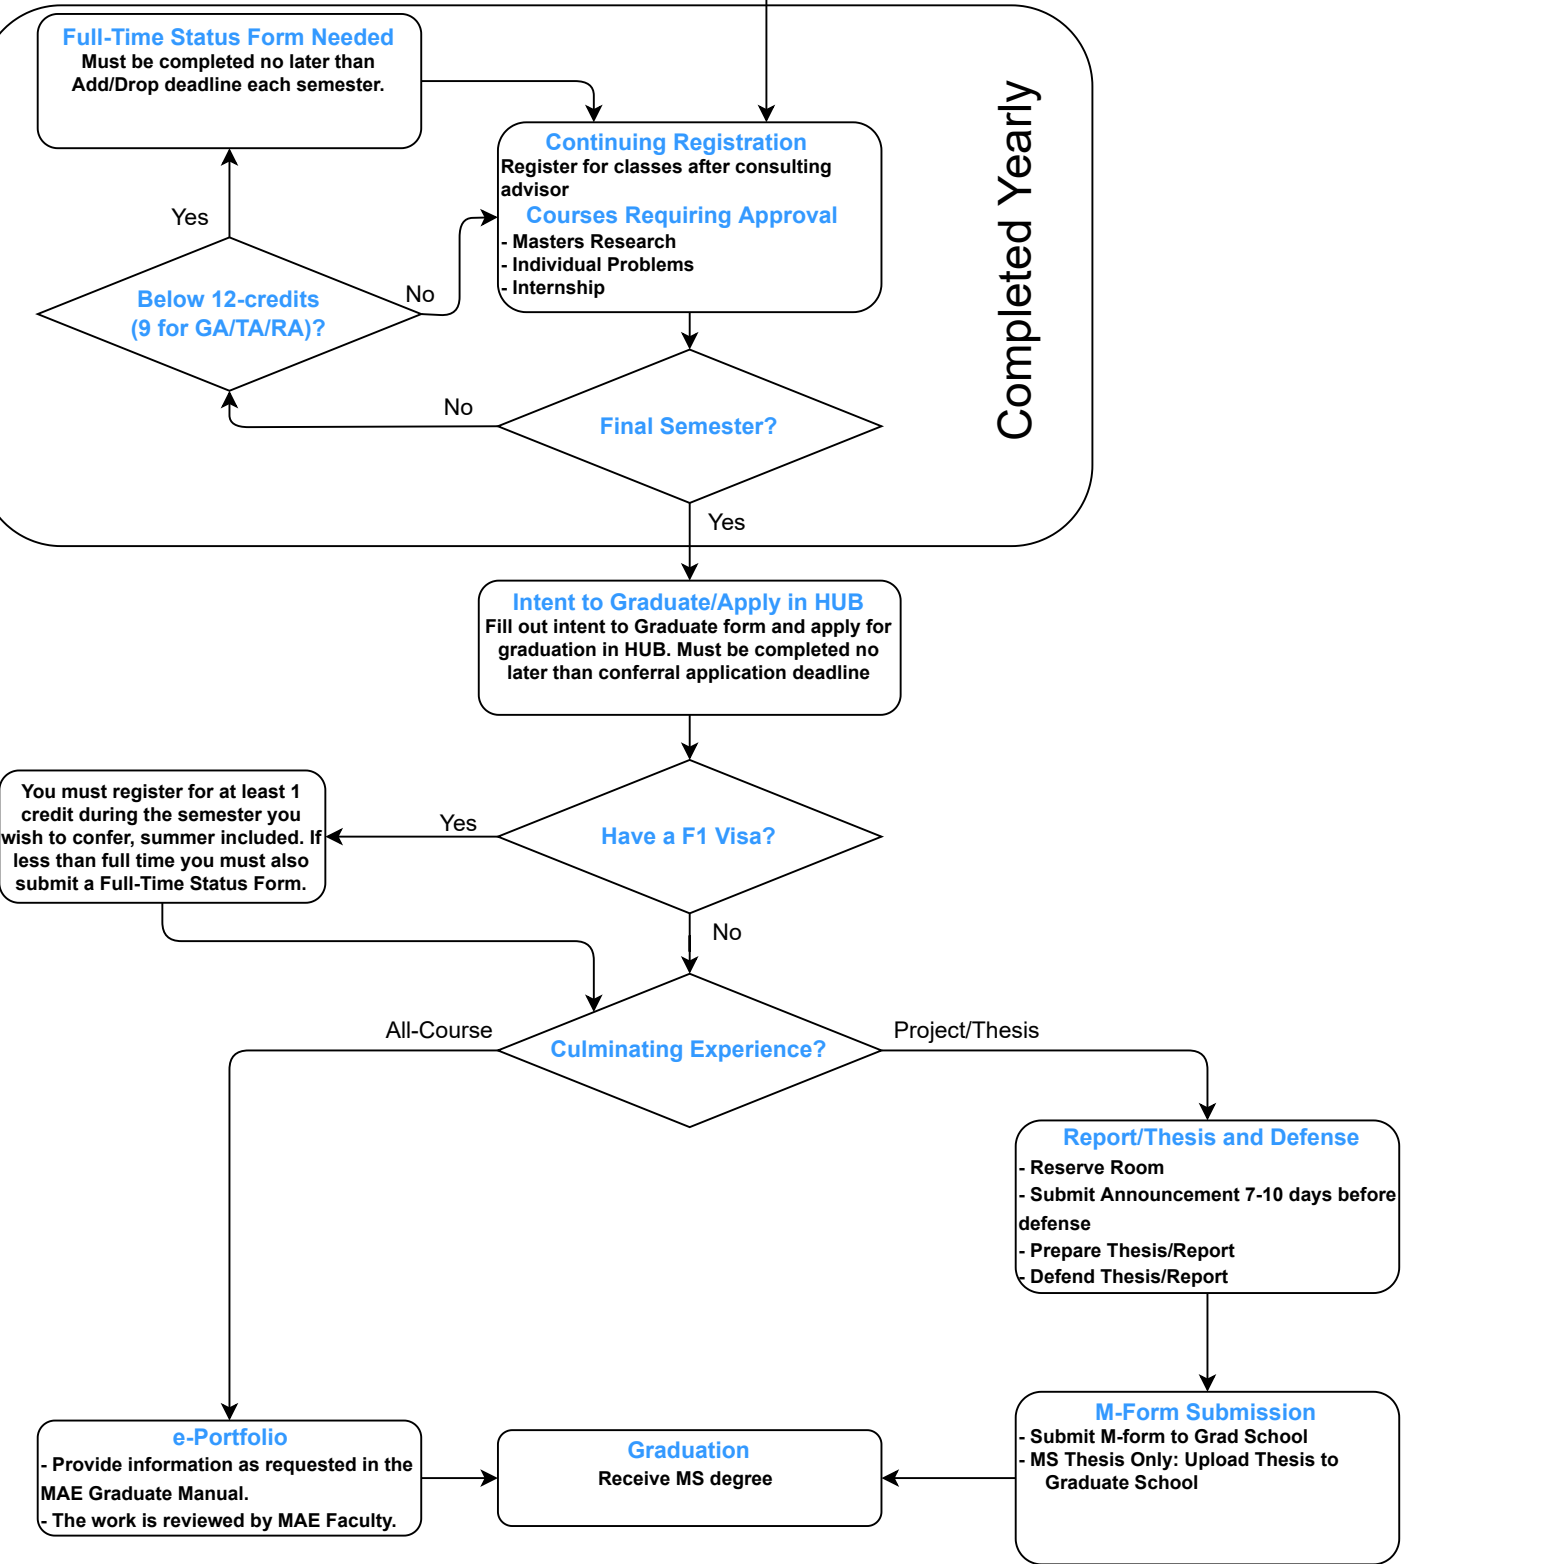 Full-Time Status Form Needed
Must be completed no later than
Add/Drop deadline each semester.
Completed Yearly
Continuing Registration
Register for classes after consulting
advisor
Courses Requiring Approval
- Masters Research
- Individual Problems
- Internship
Yes
Below 12-credits
(9 for GA/TA/RA)?
No
No
Final Semester?
Yes
Intent to Graduate/Apply in HUB
Fill out intent to Graduate form and apply for
graduation in HUB. Must be completed no
later than conferral application deadline
You must register for at least 1
credit during the semester you
wish to confer, summer included. If
less than full time you must also
submit a Full-Time Status Form.
Yes
Have a F1 Visa?
No
All-Course
Culminating Experience?
Project/Thesis
Report/Thesis and Defense
- Reserve Room
- Submit Announcement 7-10 days before
defense
- Prepare Thesis/Report
- Defend Thesis/Report
e-Portfolio
- Provide information as requested in the
MAE Graduate Manual.
- The work is reviewed by MAE Faculty.
Graduation
Receive MS degree
M-Form Submission
- Submit M-form to Grad School
- MS Thesis Only: Upload Thesis to
Graduate School